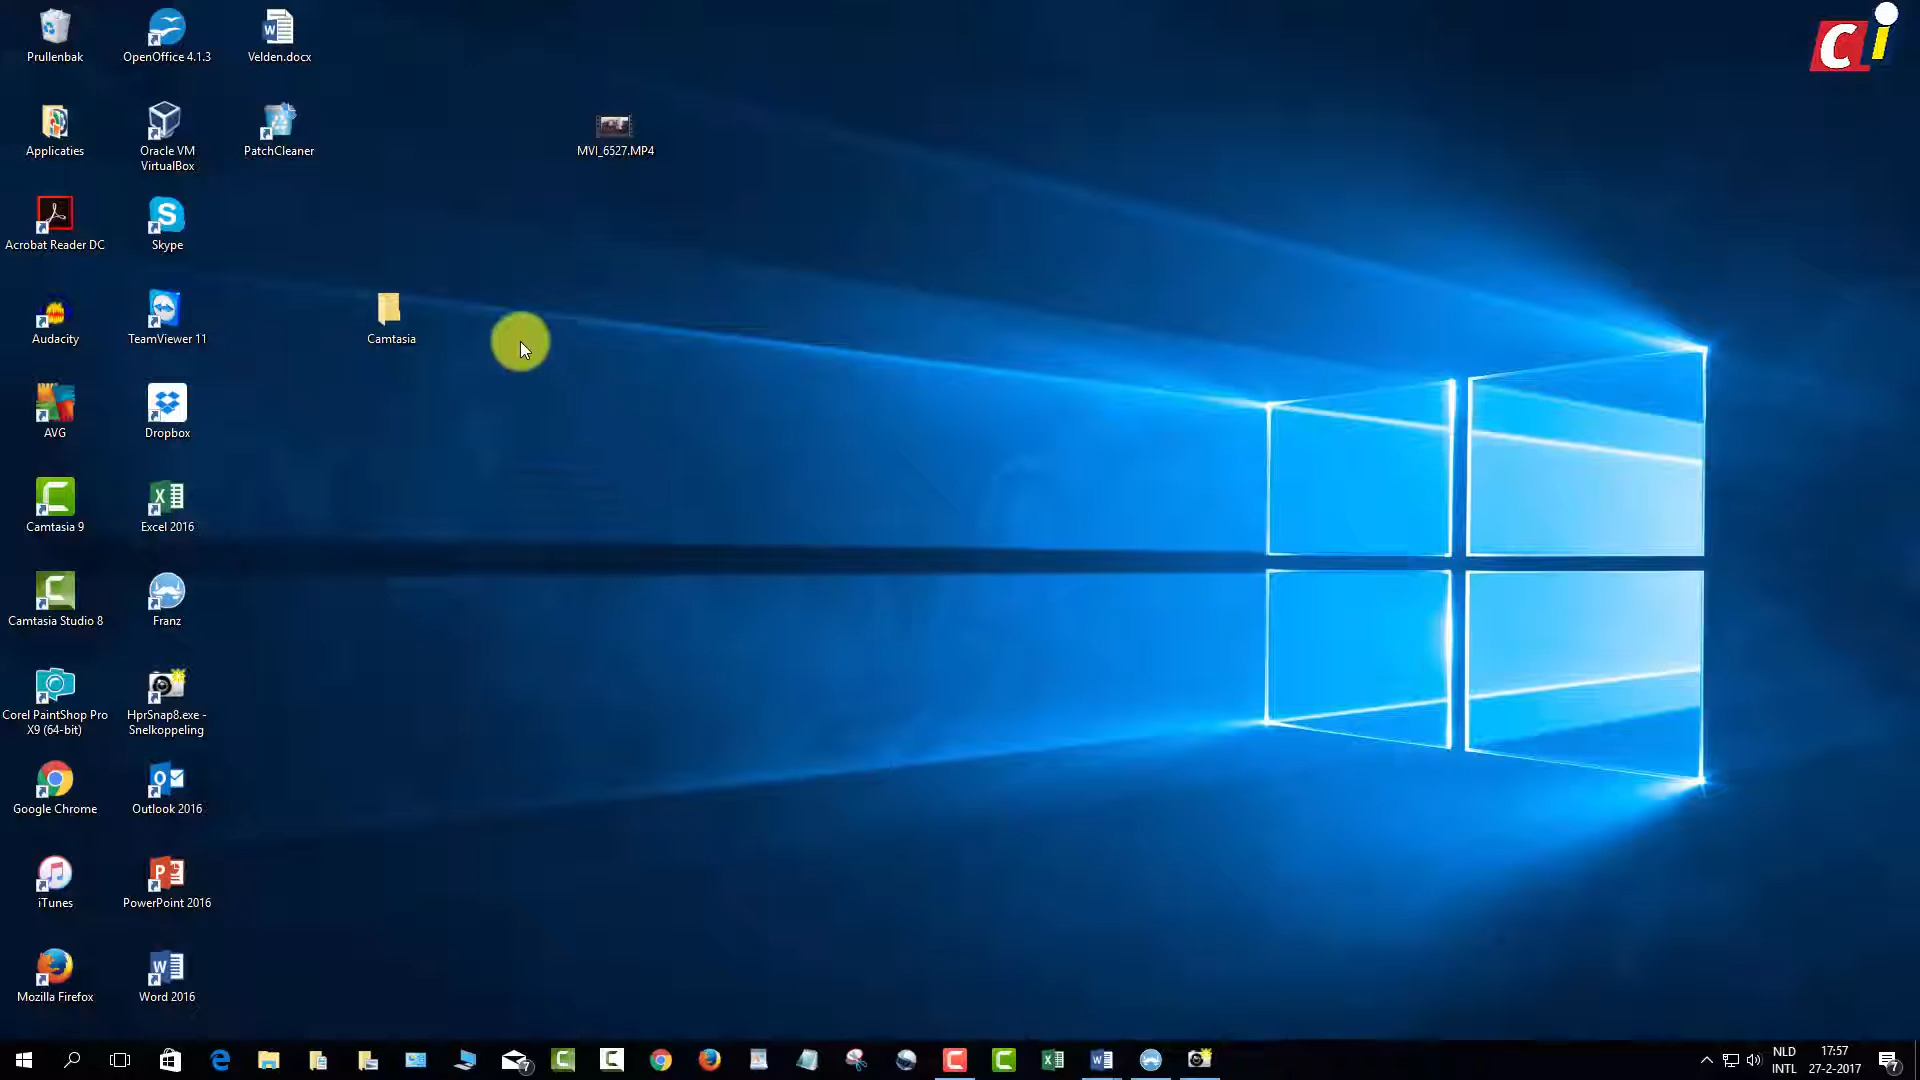 Prullenbak
OpenOffice 4.1.3
Velden.docx
Applicaties
Oracle VM
VirtualBox
PatchCleaner
MVI_6527.MP4
Acrobat Reader DC
Skype
Audacity
TeamViewer 11
Camtasia
AVG
Dropbox
Camtasia 9
Excel 2016
Camtasia Studio 8
Franz
Corel PaintShop Pro
X9 (64-bit)
HprSnap8.exe -
Snelkoppeling
Google Chrome
Outlook 2016
iTunes
PowerPoint 2016
Mozilla Firefox
Word 2016
Ci
7
NLD
INTL
17:57
27-2-2017
7